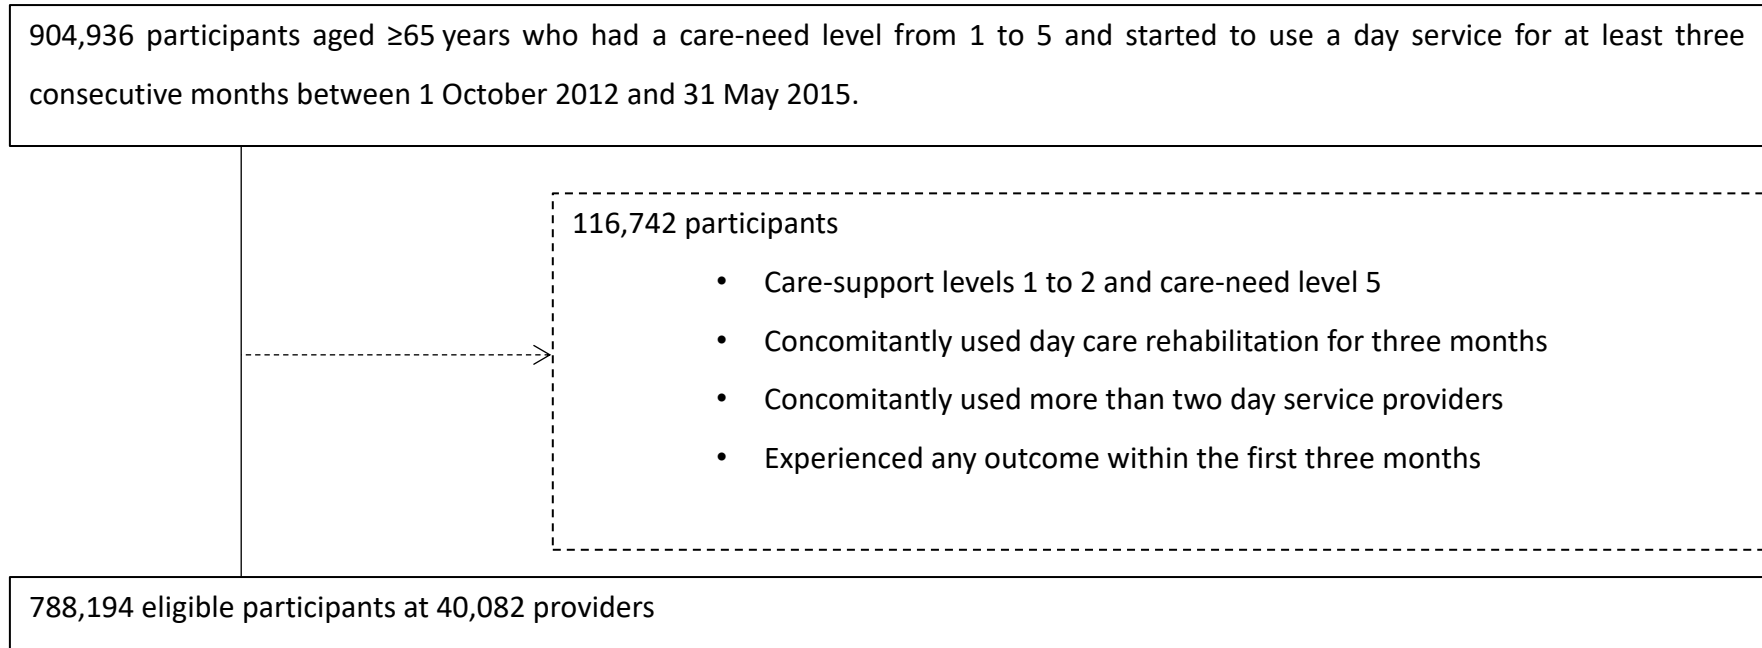 904,936 participants aged ≥65 years who had a care-need level from 1 to 5 and started to use a day service for at least three
consecutive months between 1 October 2012 and 31 May 2015.
116,742 participants
• Care-support levels 1 to 2 and care-need level 5
• Concomitantly used day care rehabilitation for three months
• Concomitantly used more than two day service providers
• Experienced any outcome within the first three months
788,194 eligible participants at 40,082 providers